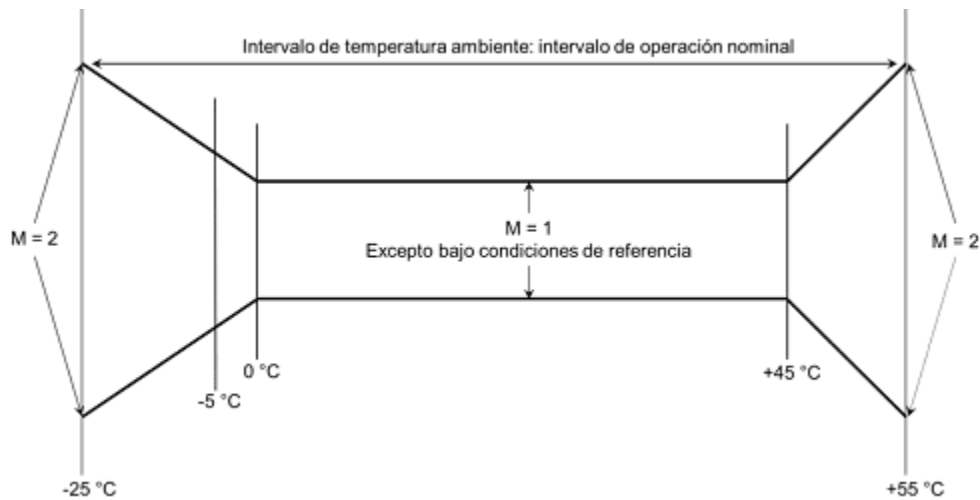 Intervalo de temperatura ambiente: intervalo de operación nominal
M = 2
M = 1
Excepto bajo condiciones de referencia
M = 2
0 °C
+45 °C
-5 °C
-25 °C
+55 °C